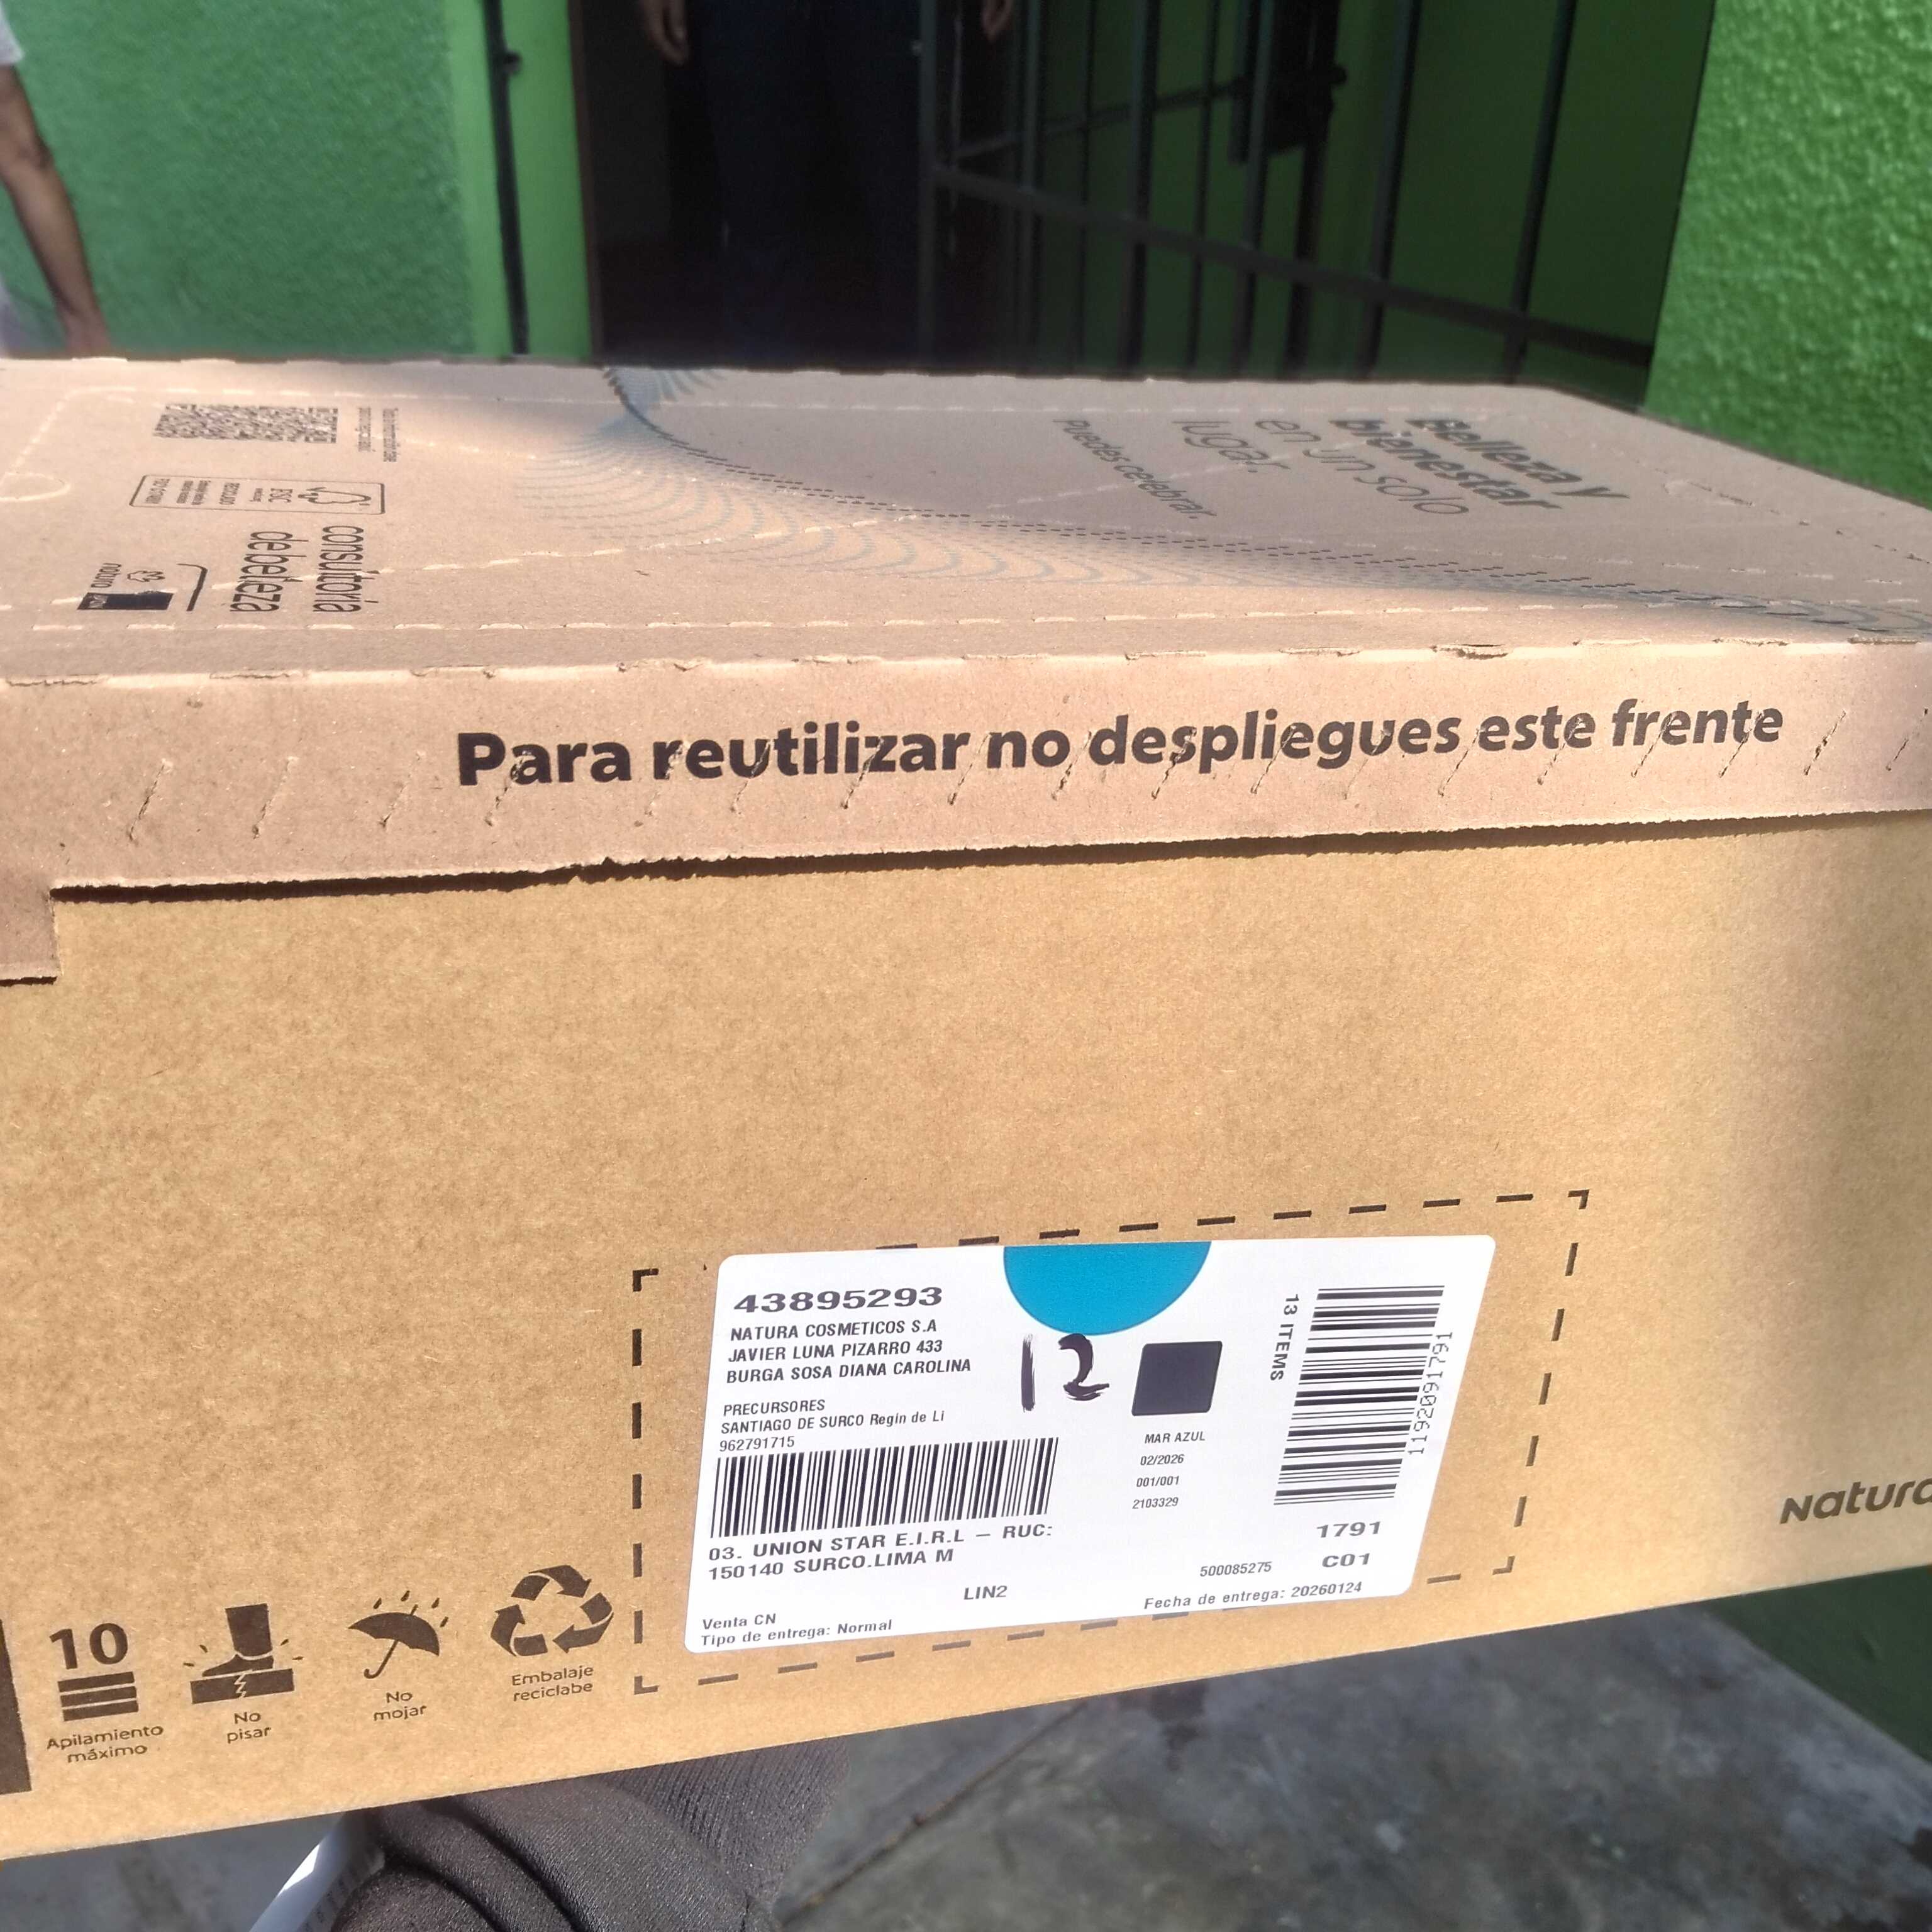 Belleza y
bienestar
en un solo
lugar.
Puedes celebrar.
consultoría
de belleza
natura
Para reutilizar no despliegues este frente
43895293
NATURA COSMETICOS S.A
JAVIER LUNA PIZARRO 433
BURGA SOSA DIANA CAROLINA
PRECURSORES
SANTIAGO DE SURCO Regin de Li
962791715
12
MAR AZUL
02/2026
001/001
2103329
13 ITEMS
1192091791
03. UNION STAR E.I.R.L – RUC:
150140 SURCO.LIMA M
LIN2
500085275
1791
C01
Venta CN
Tipo de entrega: Normal
Fecha de entrega: 20260124
natura
10
Apilamiento
máximo
No
pisar
No
mojar
Embalaje
reciclabe